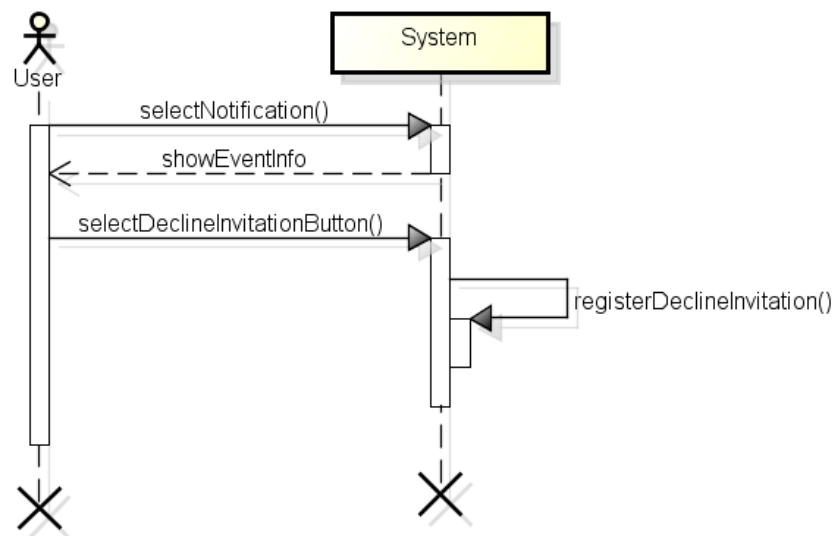 User
System
selectNotification()
showEventInfo
selectDeclineInvitationButton()
registerDeclineInvitation()